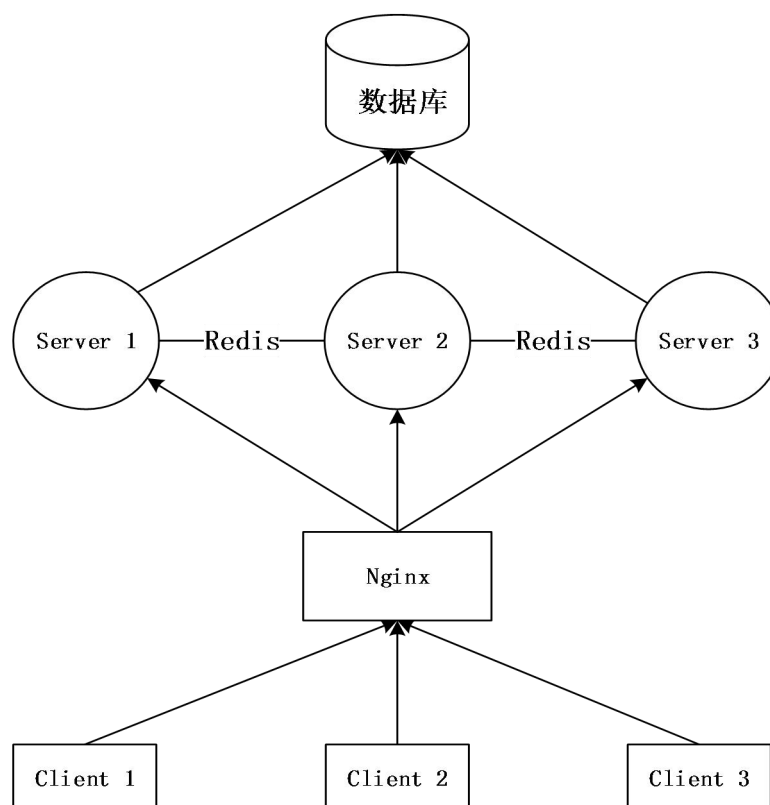 数据库
Server 1
Redis
Server 2
Redis
Server 3
Nginx
Client 1
Client 2
Client 3